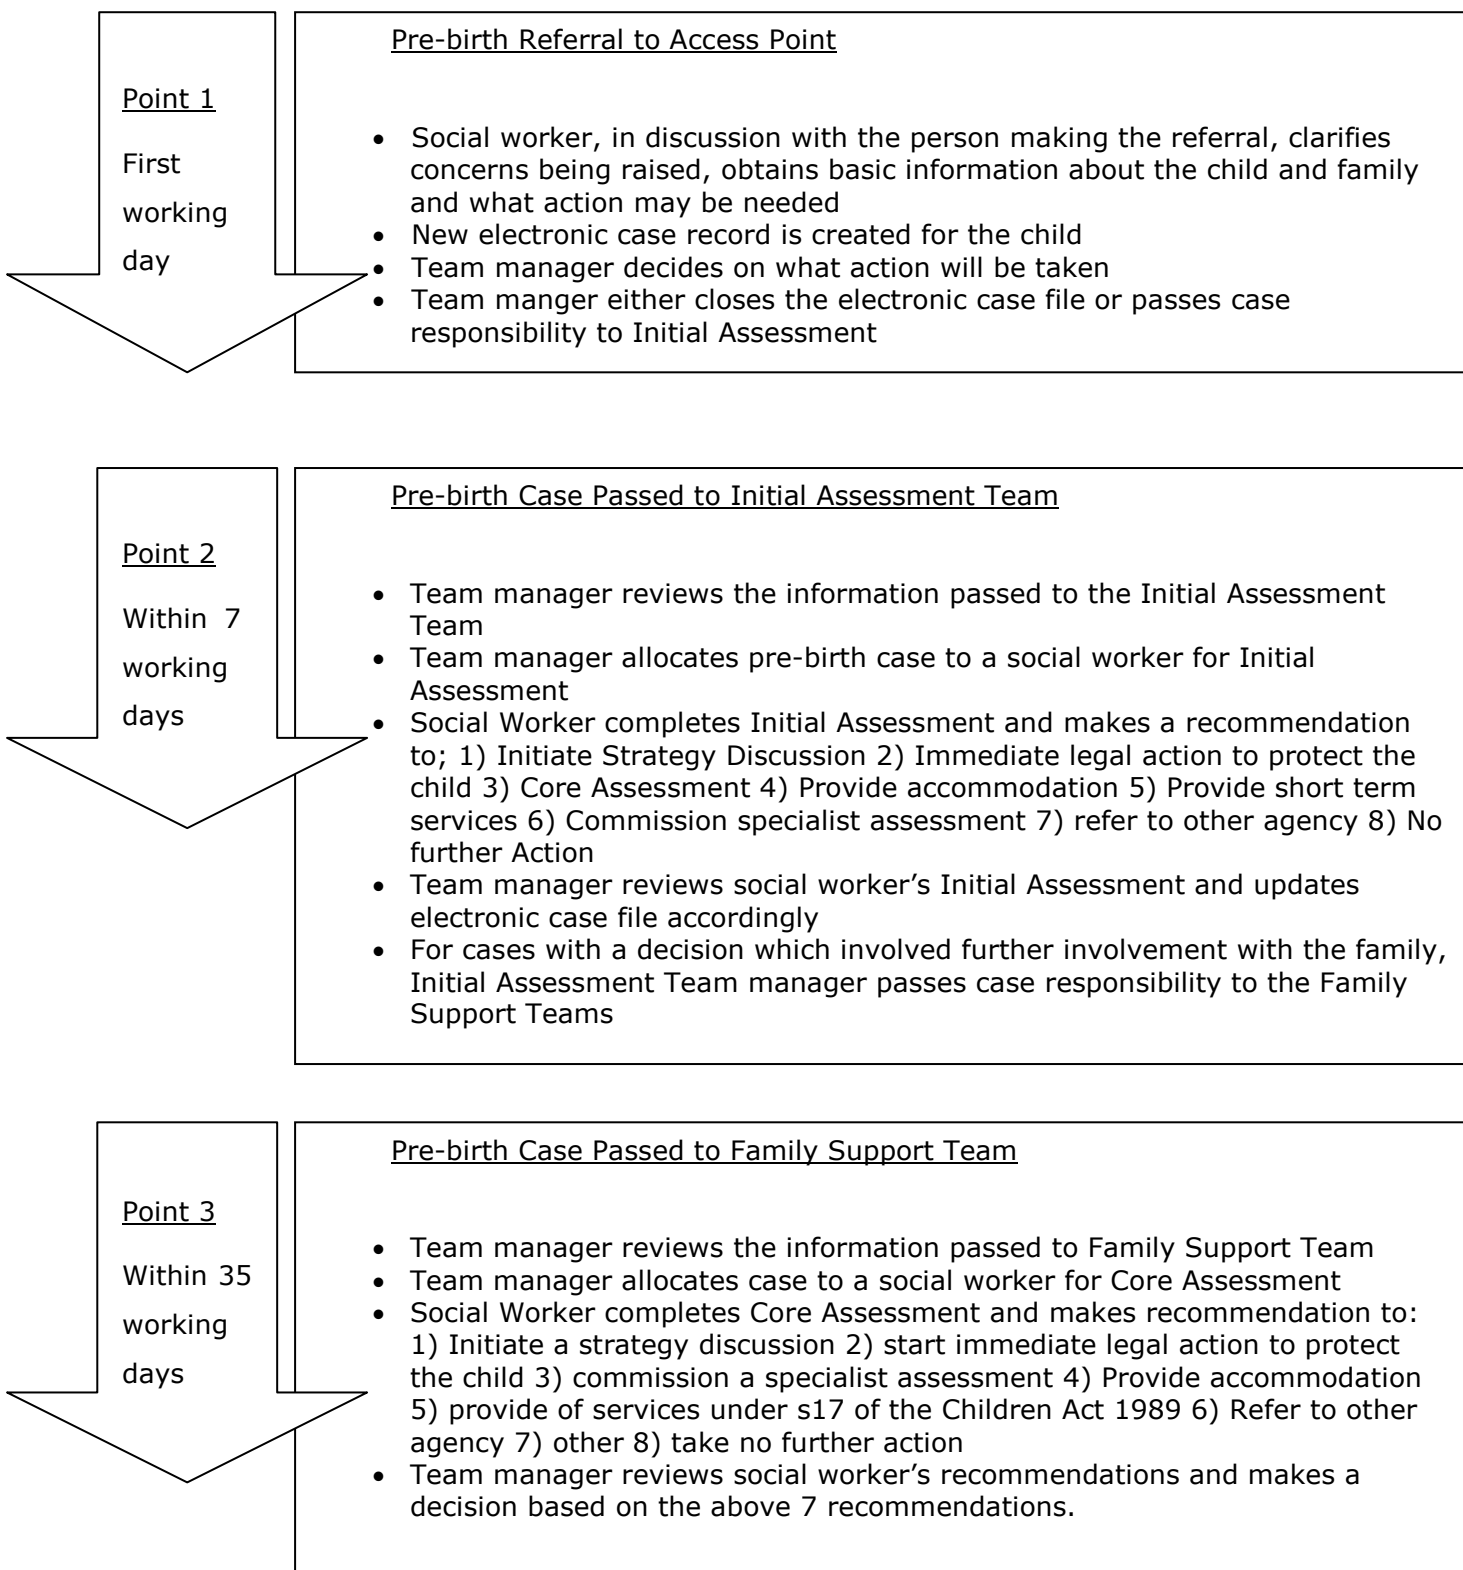 Pre-birth Referral to Access Point
Point 1
First
working
day
• Social worker, in discussion with the person making the referral, clarifies
concerns being raised, obtains basic information about the child and family
and what action may be needed
• New electronic case record is created for the child
• Team manager decides on what action will be taken
• Team manger either closes the electronic case file or passes case
responsibility to Initial Assessment
Pre-birth Case Passed to Initial Assessment Team
Point 2
Within 7
working
days
• Team manager reviews the information passed to the Initial Assessment
Team
• Team manager allocates pre-birth case to a social worker for Initial
Assessment
• Social Worker completes Initial Assessment and makes a recommendation
to; 1) Initiate Strategy Discussion 2) Immediate legal action to protect the
child 3) Core Assessment 4) Provide accommodation 5) Provide short term
services 6) Commission specialist assessment 7) refer to other agency 8) No
further Action
• Team manager reviews social worker’s Initial Assessment and updates
electronic case file accordingly
• For cases with a decision which involved further involvement with the family,
Initial Assessment Team manager passes case responsibility to the Family
Support Teams
Pre-birth Case Passed to Family Support Team
Point 3
Within 35
working
days
• Team manager reviews the information passed to Family Support Team
• Team manager allocates case to a social worker for Core Assessment
• Social Worker completes Core Assessment and makes recommendation to:
1) Initiate a strategy discussion 2) start immediate legal action to protect
the child 3) commission a specialist assessment 4) Provide accommodation
5) provide of services under s17 of the Children Act 1989 6) Refer to other
agency 7) other 8) take no further action
• Team manager reviews social worker’s recommendations and makes a
decision based on the above 7 recommendations.